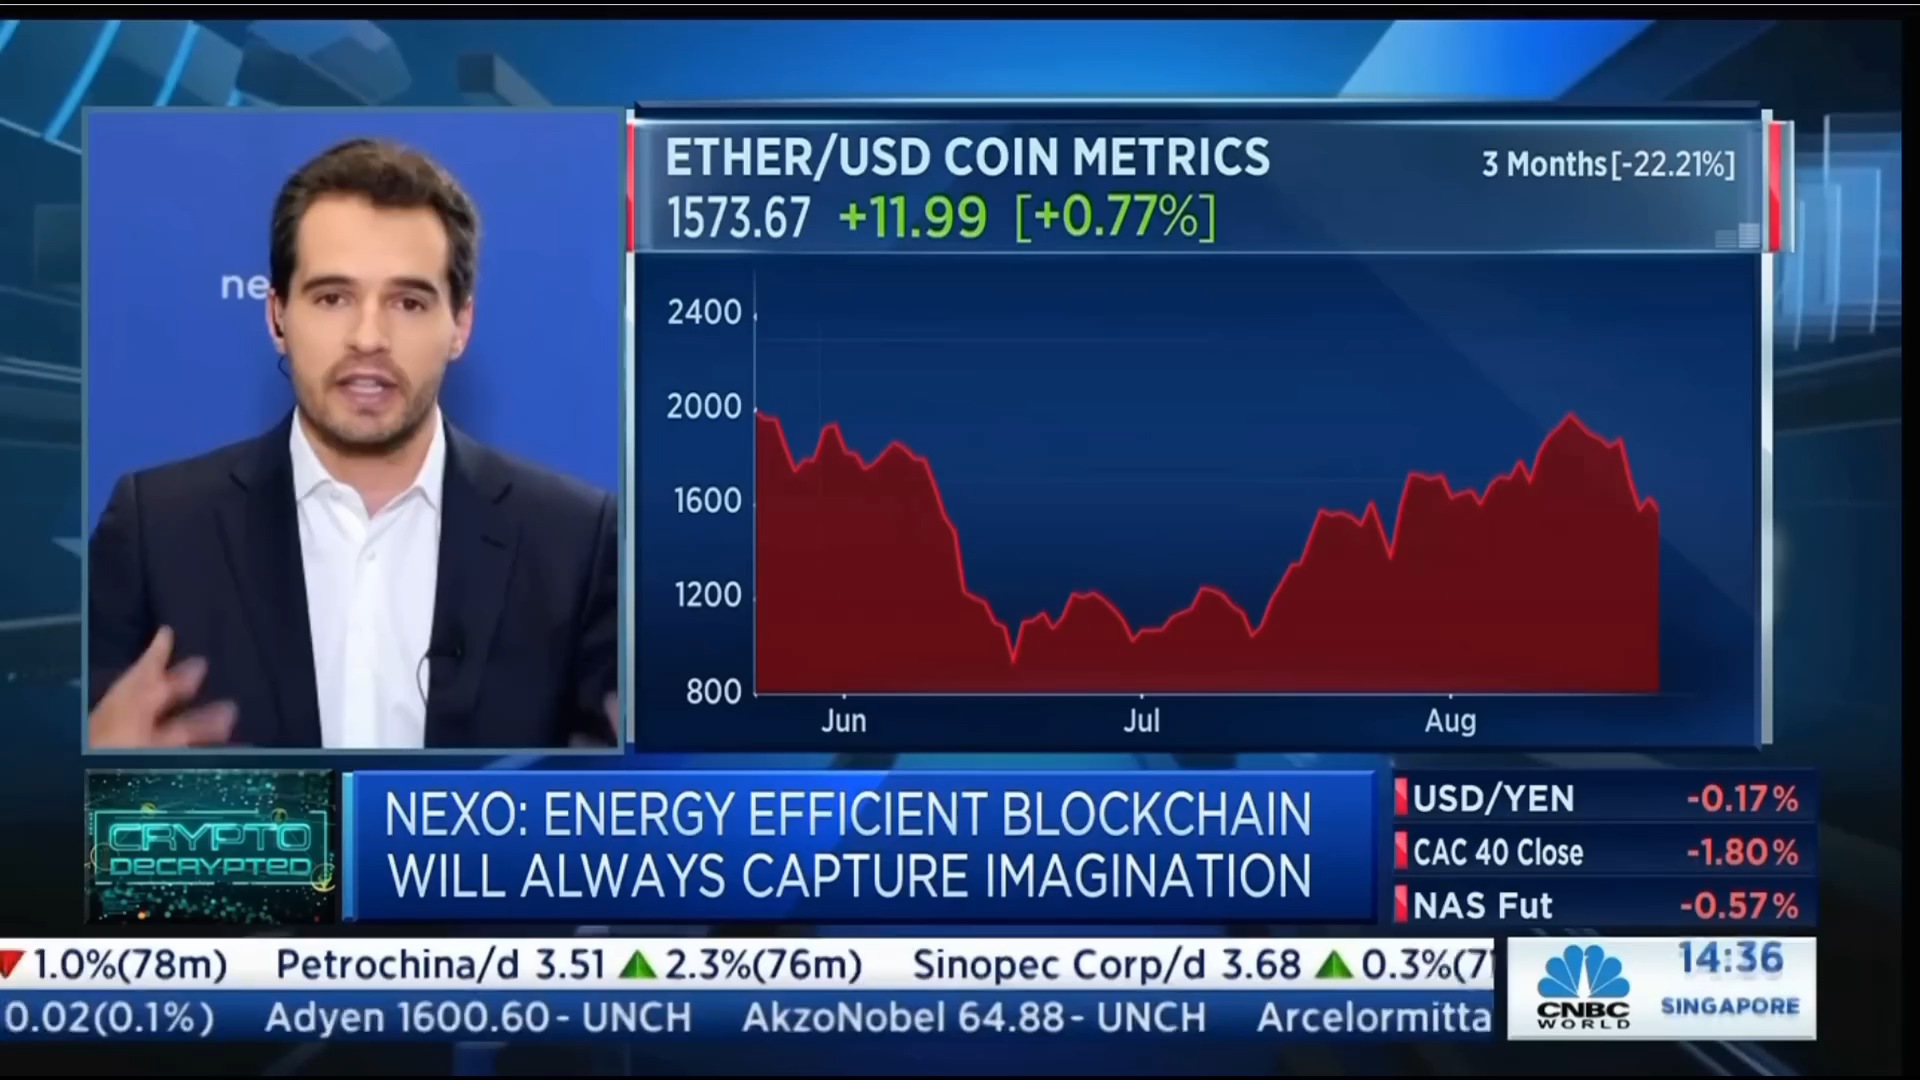 ne
ETHER/USD COIN METRICS
3 Months[-22.21%]
1573.67 +11.99 [+0.77%]
2400
2000
1600
1200
800
Jun Jul Aug
CRYPTO
DECRYPTED
NEXO: ENERGY EFFICIENT BLOCKCHAIN
WILL ALWAYS CAPTURE IMAGINATION
USD/YEN -0.17%
CAC 40 Close -1.80%
NAS Fut -0.57%
1.0%(78m) Petrochina/d 3.51 ▲ 2.3%(76m) Sinopec Corp/d 3.68 ▲ 0.3%(71
0.02(0.1%) Adyen 1600.60- UNCH AkzoNobel 64.88- UNCH Arcelormitta
CNBC
WORLD
14:36
SINGAPORE